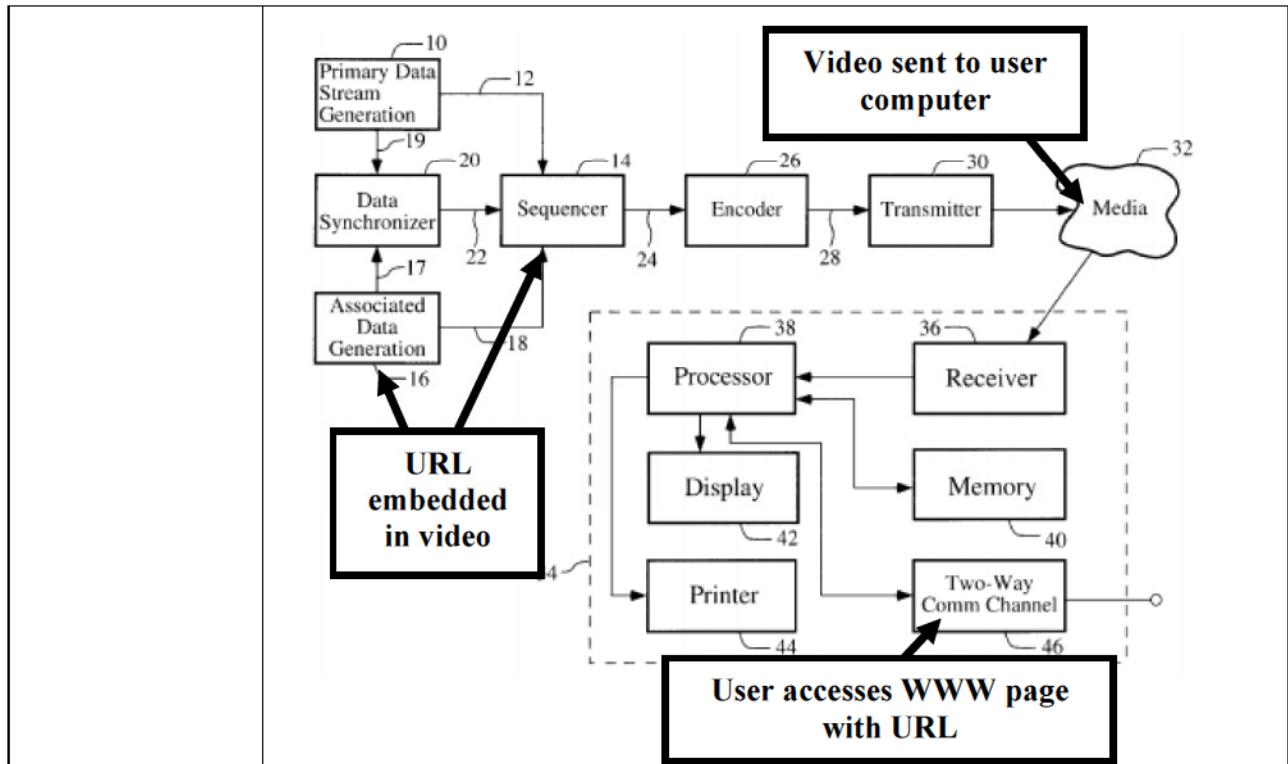 10
Primary Data
Stream
Generation
12
19
20
Data
Synchronizer
22
14
Sequencer
24
26
Encoder
28
30
Transmitter
Video sent to user
computer
32
Media
17
Associated
Data
Generation
18
16
URL
embedded
in video
38
Processor
36
Receiver
Display
42
Memory
40
4
Printer
44
Two-Way
Comm Channel
46
User accesses WWW page
with URL